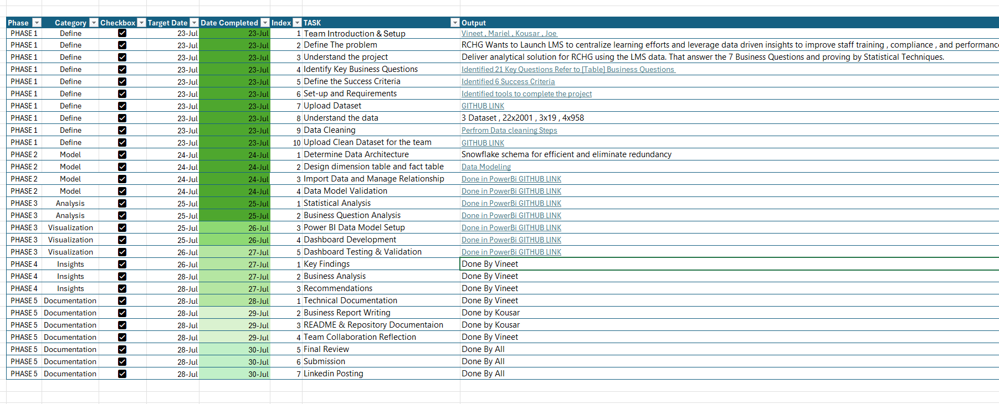 Phase Category Checkbox Target Date Date Completed Index TASK Output
PHASE 1 Define 23-Jul 23-Jul 1 Team Introduction & Setup Vineet , Mariel , Kousar , Joe
PHASE 1 Define 23-Jul 23-Jul 2 Define The problem RCHG Wants to Launch LMS to centralize learning efforts and leverage data driven insights to improve staff training , compliance , and performance
PHASE 1 Define 23-Jul 23-Jul 3 Understand the project Deliver analytical solution for RCHG using the LMS data. That answer the 7 Business Questions and proving by Statistical Techniques.
PHASE 1 Define 23-Jul 23-Jul 4 Identify Key Business Questions Identified 21 Key Questions Refer to [Table] Business Questions
PHASE 1 Define 23-Jul 23-Jul 5 Define the Success Criteria Identified 6 Success Criteria
PHASE 1 Define 23-Jul 23-Jul 6 Set-up and Requirements Identified tools to complete the project
PHASE 1 Define 23-Jul 23-Jul 7 Upload Dataset GITHUB LINK
PHASE 1 Define 23-Jul 23-Jul 8 Understand the data 3 Dataset , 22x2001 , 3x19 , 4x958
PHASE 1 Define 23-Jul 23-Jul 9 Data Cleaning Perfrom Data cleaning Steps
PHASE 1 Define 23-Jul 23-Jul 10 Upload Clean Dataset for the team GITHUB LINK
PHASE 2 Model 24-Jul 24-Jul 1 Determine Data Architecture Snowflake schema for efficient and eliminate redundancy
PHASE 2 Model 24-Jul 24-Jul 2 Design dimension table and fact table Data Modeling
PHASE 2 Model 24-Jul 24-Jul 3 Import Data and Manage Relationship Done in PowerBi GITHUB LINK
PHASE 2 Model 24-Jul 24-Jul 4 Data Model Validation Done in PowerBi GITHUB LINK
PHASE 3 Analysis 25-Jul 25-Jul 1 Statistical Analysis Done in PowerBi GITHUB LINK
PHASE 3 Analysis 25-Jul 25-Jul 2 Business Question Analysis Done in PowerBi GITHUB LINK
PHASE 3 Visualization 25-Jul 26-Jul 3 Power BI Data Model Setup Done in PowerBi GITHUB LINK
PHASE 3 Visualization 25-Jul 26-Jul 4 Dashboard Development Done in PowerBi GITHUB LINK
PHASE 3 Visualization 26-Jul 27-Jul 5 Dashboard Testing & Validation Done in PowerBi GITHUB LINK
PHASE 4 Insights 26-Jul 27-Jul 1 Key Findings Done By Vineet
PHASE 4 Insights 28-Jul 27-Jul 2 Business Analysis Done By Vineet
PHASE 4 Insights 28-Jul 27-Jul 3 Recommendations Done By Vineet
PHASE 5 Documentation 28-Jul 28-Jul 1 Technical Documentation Done By Vineet
PHASE 5 Documentation 28-Jul 29-Jul 2 Business Report Writing Done by Kousar
PHASE 5 Documentation 28-Jul 29-Jul 3 README & Repository Documentaion Done by Kousar
PHASE 5 Documentation 28-Jul 29-Jul 4 Team Collaboration Reflection Done By Vineet
PHASE 5 Documentation 28-Jul 30-Jul 5 Final Review Done By All
PHASE 5 Documentation 28-Jul 30-Jul 6 Submission Done By All
PHASE 5 Documentation 28-Jul 30-Jul 7 Linkedin Posting Done By All